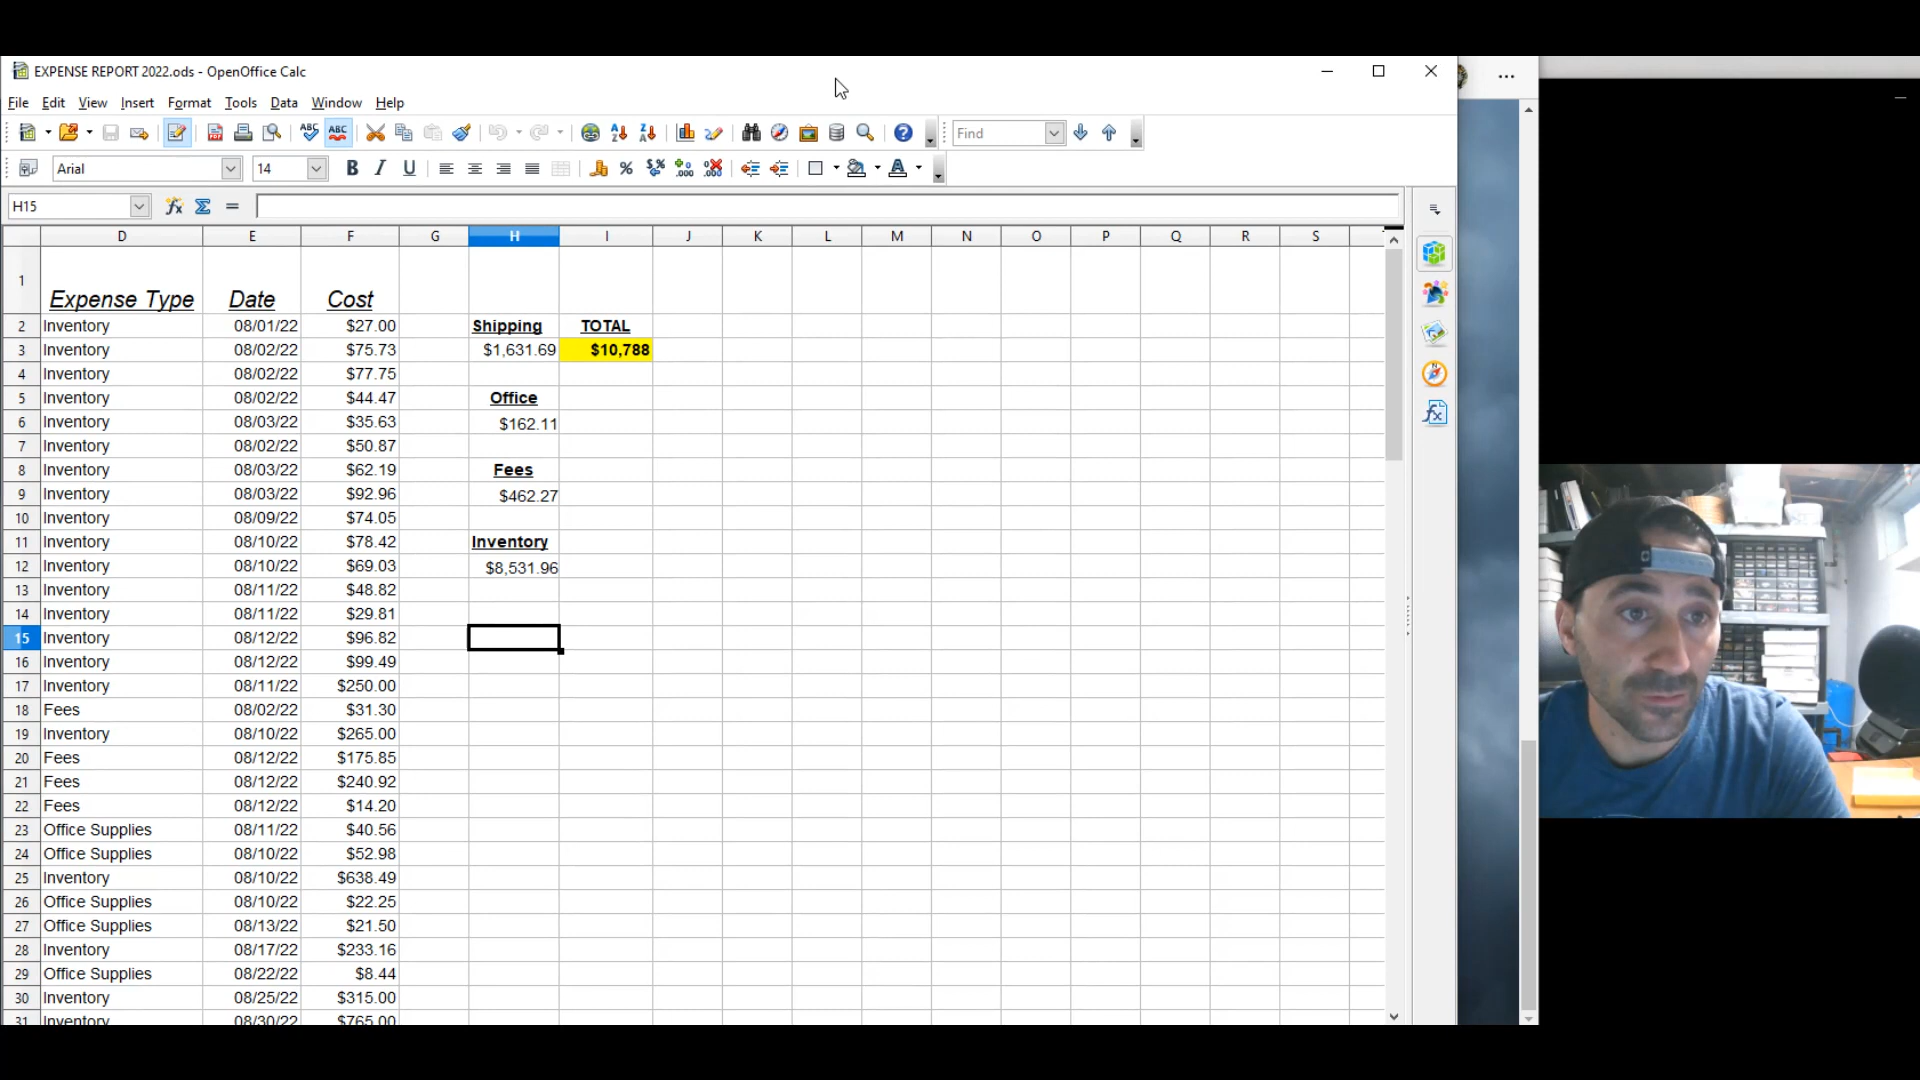 EXPENSE REPORT 2022.ods - OpenOffice Calc
File Edit View Insert Format Tools Data Window Help
Find
Arial 14
H15
D E F G H I J K L M N O P Q R S
1 Expense Type Date Cost
2 Inventory 08/01/22 $27.00 Shipping TOTAL
3 Inventory 08/02/22 $75.73 $1,631.69 $10,788
4 Inventory 08/02/22 $77.75
5 Inventory 08/02/22 $44.47 Office
6 Inventory 08/03/22 $35.63 $162.11
7 Inventory 08/02/22 $50.87
8 Inventory 08/03/22 $62.19 Fees
9 Inventory 08/03/22 $92.96 $462.27
10 Inventory 08/09/22 $74.05
11 Inventory 08/10/22 $78.42 Inventory
12 Inventory 08/10/22 $69.03 $8,531.96
13 Inventory 08/11/22 $48.82
14 Inventory 08/11/22 $29.81
15 Inventory 08/12/22 $96.82
16 Inventory 08/12/22 $99.49
17 Inventory 08/11/22 $250.00
18 Fees 08/02/22 $31.30
19 Inventory 08/10/22 $265.00
20 Fees 08/12/22 $175.85
21 Fees 08/12/22 $240.92
22 Fees 08/12/22 $14.20
23 Office Supplies 08/11/22 $40.56
24 Office Supplies 08/10/22 $52.98
25 Inventory 08/10/22 $638.49
26 Office Supplies 08/10/22 $22.25
27 Office Supplies 08/13/22 $21.50
28 Inventory 08/17/22 $233.16
29 Office Supplies 08/22/22 $8.44
30 Inventory 08/25/22 $315.00
31 Inventory 08/30/22 $765.00